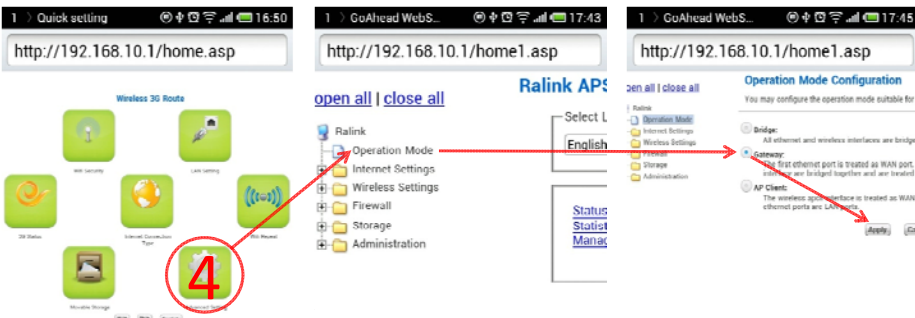 1 > Quick setting 16:50
http://192.168.10.1/home.asp
Wireless 3G Route
Wifi Security
LAN Setting
3G Status
Internet Connection
Type
Wifi Repeat
4
Movable Storage
Advanced Setting
1 > GoAhead WebS... 17:43
http://192.168.10.1/home1.asp
open all | close all
Ralink APS
Ralink
Operation Mode
Internet Settings
Wireless Settings
Firewall
Storage
Administration
Select L
English
Status
Statist
Manag
1 > GoAhead WebS... 17:45
http://192.168.10.1/home1.asp
pen all | close all
Ralink
Operation Mode
Internet Settings
Wireless Settings
Firewall
Storage
Administration
Operation Mode Configuration
You may configure the operation mode suitable for
Bridge:
All ethernet and wireless interfaces are bridge
Gateway:
The first ethernet port is treated as WAN port.
interface are bridged together and are treated
AP Client:
The wireless apcli interface is treated as WAN
ethernet ports are LAN ports.
Apply